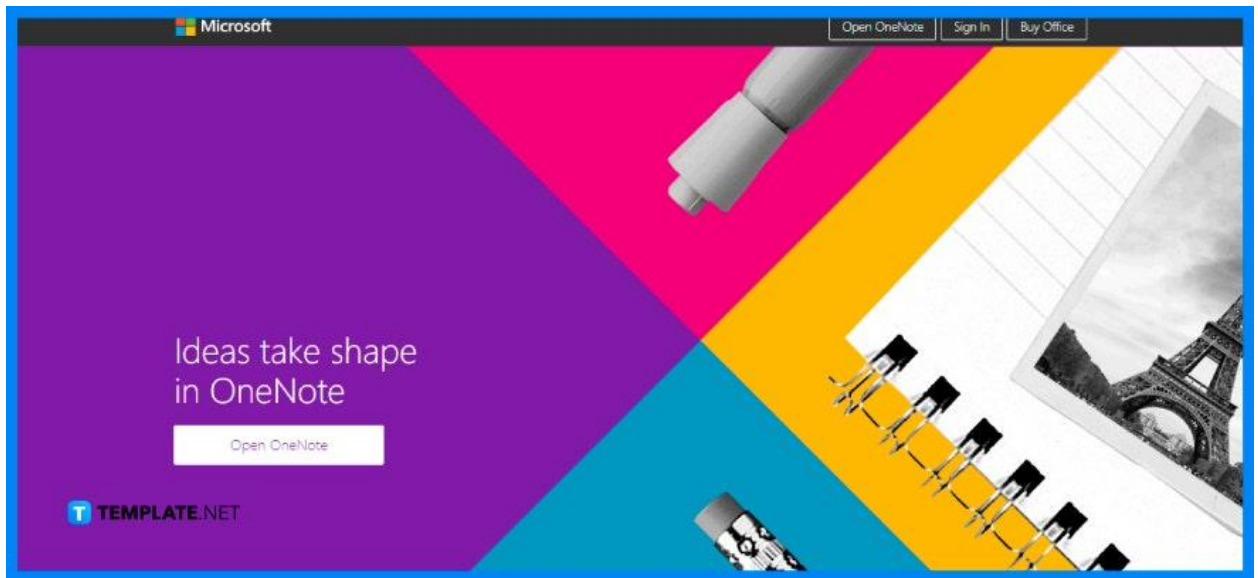 Microsoft
Open OneNote
Sign In
Buy Office
Ideas take shape
in OneNote
Open OneNote
T TEMPLATE.NET